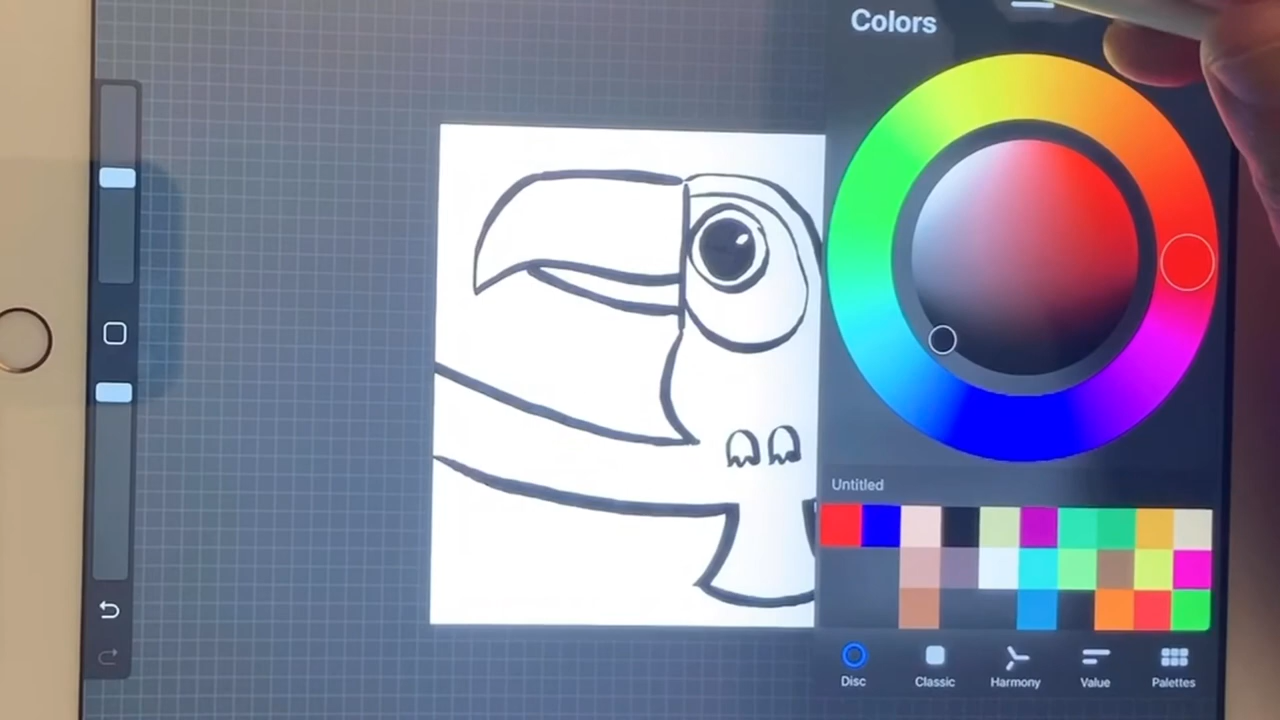 Colors
Untitled
Disc
Classic
Harmony
Value
Palettes